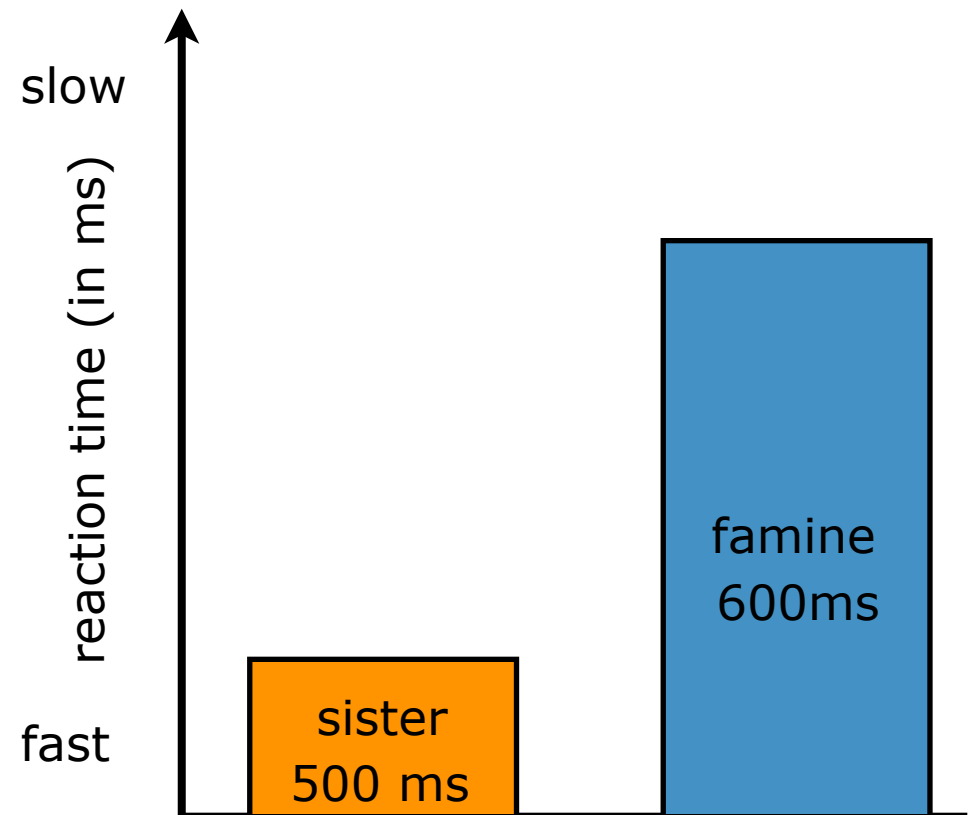 slow
reaction time (in ms)
fast
sister
500 ms
famine
600ms